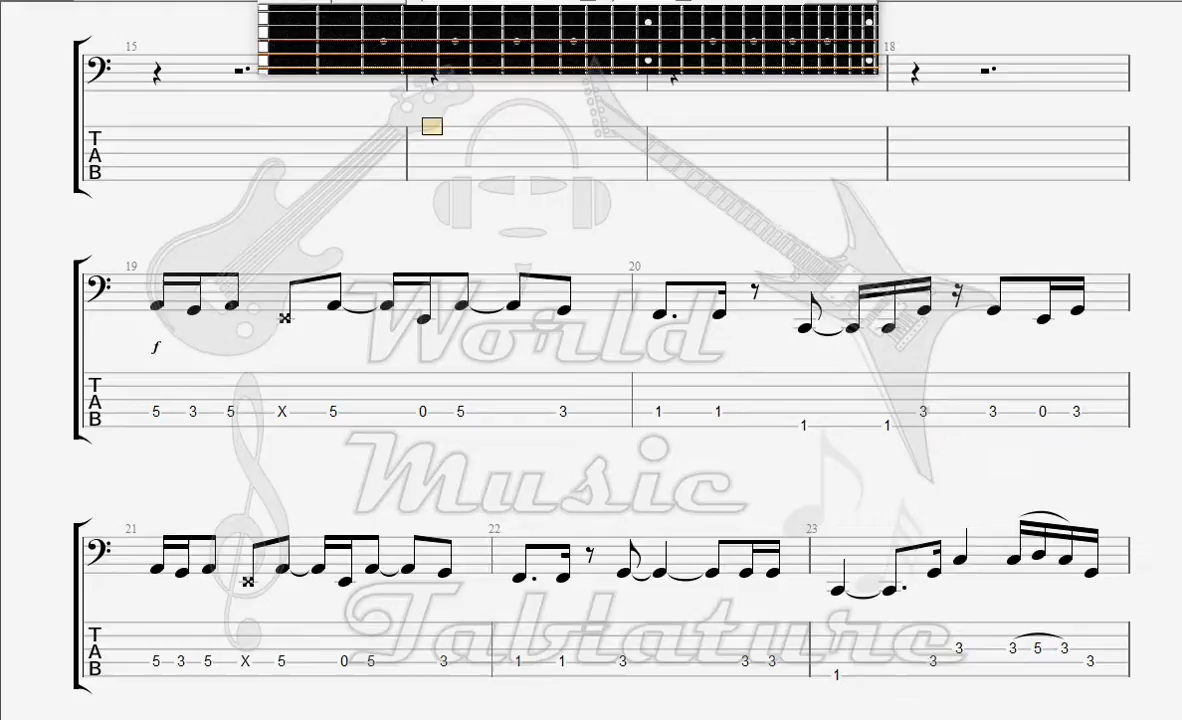 15 18
T
A
B
19 20
f
T
A
B
5 3 5 X 5 0 5 3 1 1 3 3 0 3
1 1
World
Music
Tablature
21 22 23
T
A
B
3 3 5 3
5 3 5 X 5 0 5 3 1 1 3 3 3 3 3
1